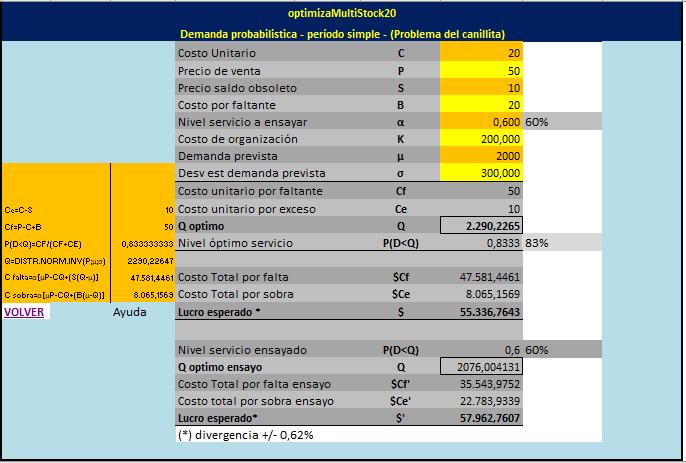 optimizaMultiStock20
Demanda probabilistica - período simple - (Problema del canillita)
Costo Unitario C 20
Precio de venta P 50
Precio saldo obsoleto S 10
Costo por faltante B 20
Nivel servicio a ensayar α 0,600 60%
Costo de organización K 200,000
Demanda prevista μ 2000
Desv est demanda prevista σ 300,000
Costo unitario por faltante Cf 50
Ce=C-S 10 Costo unitario por exceso Ce 10
Cf=P-C+B 50 Q optimo Q 2.290,2265
P(D<Q)=CF/(CF+CE) 0,833333333 Nivel óptimo servicio P(D<Q) 0,8333 83%
Q=DISTR.NORM.INV(P;μ;σ) 2290,22647
C falta=α[μP-CQ+(S(Q-μ)] 47.581,4461 Costo Total por falta $Cf 47.581,4461
C sobra=α[μP-CQ+(B(μ-Q)] 8.065,1569 Costo Total por sobra $Ce 8.065,1569
VOLVER Ayuda Lucro esperado * $ 55.336,7643
Nivel servicio ensayado P(D<Q) 0,6 60%
Q optimo ensayo Q 2076,004131
Costo Total por falta ensayo $Cf' 35.543,9752
Costo total por sobra ensayo $Ce' 22.783,9339
Lucro esperado* $' 57.962,7607
(*) divergencia +/- 0,62%